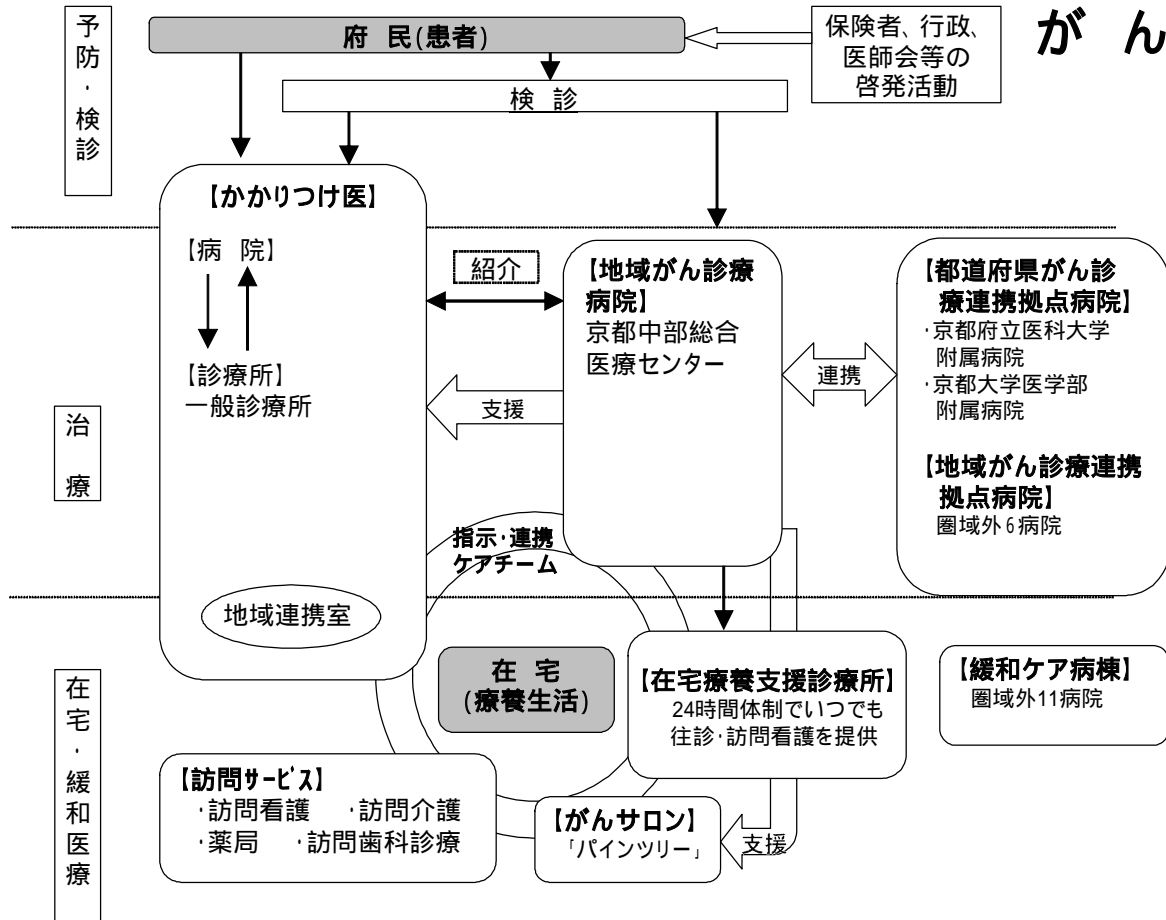 がん
予防・検診
府 民(患者)
保険者、行政、
医師会等の
啓発活動
検 診
【かかりつけ医】
【病 院】
【診療所】
一般診療所
地域連携室
紹介
支援
治 療
【地域がん診療
病院】
京都中部総合
医療センター
連携
【都道府県がん診
療連携拠点病院】
・京都府立医科大学
附属病院
・京都大学医学部
附属病院
【地域がん診療連携
拠点病院】
圏域外6病院
指示・連携
ケアチーム
在宅・緩和医療
在 宅
(療養生活)
【在宅療養支援診療所】
24時間体制でいつでも
往診・訪問看護を提供
【緩和ケア病棟】
圏域外11病院
【訪問ｻｰﾋﾞｽ】
・訪問看護 ・訪問介護
・薬局 ・訪問歯科診療
【がんサロン】
「パインツリー」
支援